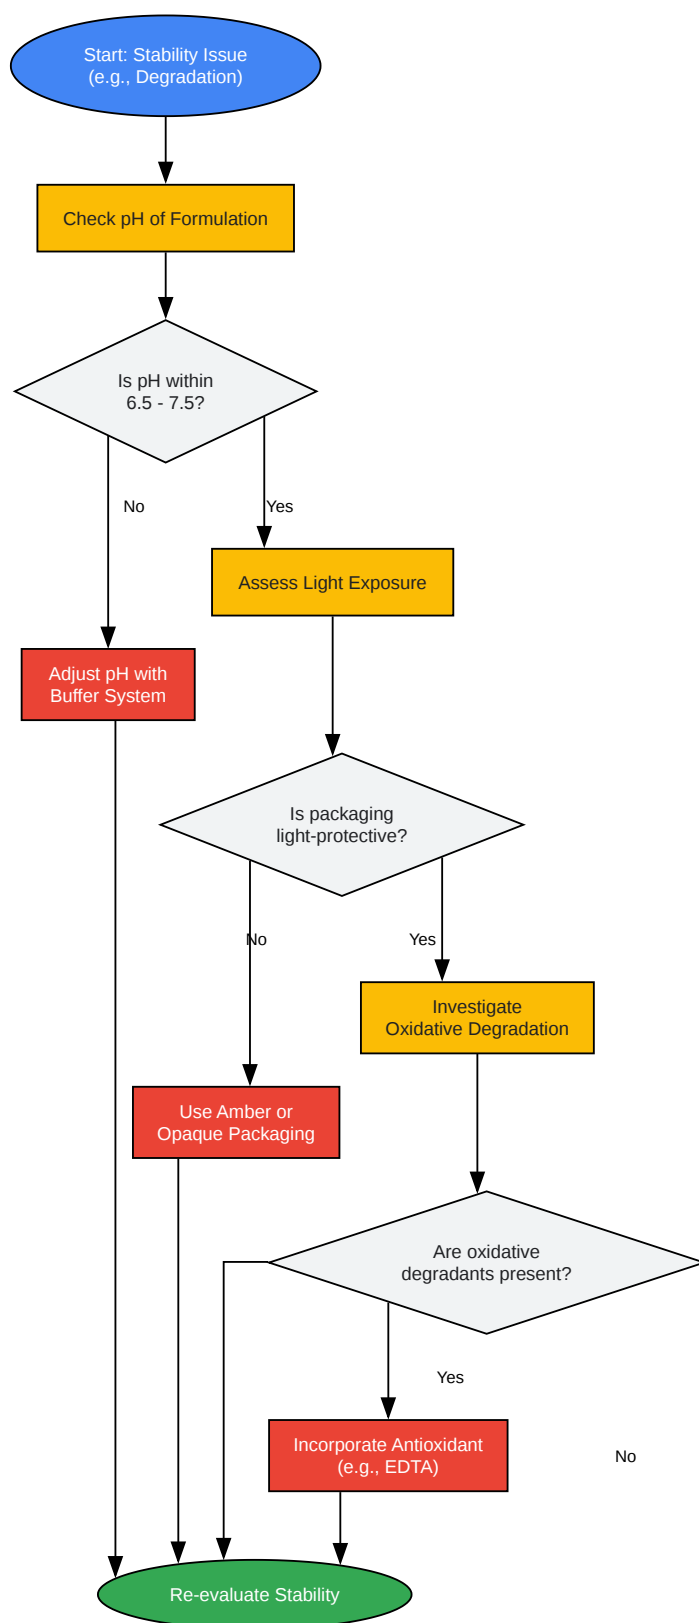 Start: Stability Issue
(e.g., Degradation)
Check pH of Formulation
Is pH within
6.5 - 7.5?
No
Yes
Assess Light Exposure
Adjust pH with
Buffer System
Is packaging
light-protective?
No
Yes
Investigate
Oxidative Degradation
Use Amber or
Opaque Packaging
Are oxidative
degradants present?
Yes
Incorporate Antioxidant
(e.g., EDTA)
No
Re-evaluate Stability